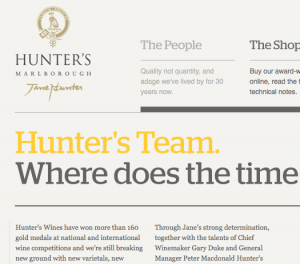 HUNTER'S
MARLBOROUGH
Jane Hunter
The People
Quality not quantity, and
adage we've lived by for 30
years now.
The Shop
Buy our award-w
online, read the f
technical notes.
Hunter's Team.
Where does the time
Hunter's Wines have won more than 160
gold medals at national and international
wine competitions and we're still breaking
new ground with new varietals, new
Through Jane's strong determination,
together with the talents of Chief
Winemaker Gary Duke and General
Manager Peter Macdonald Hunter's